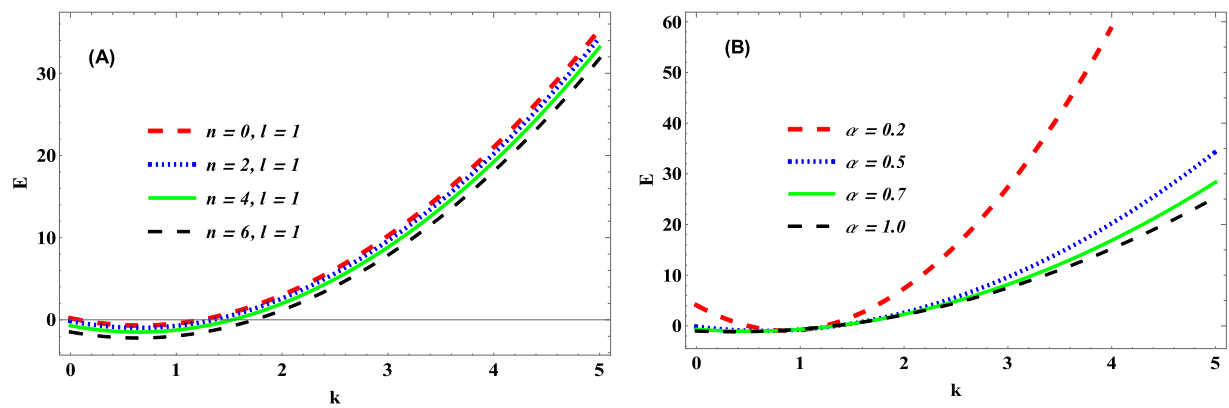 (A)
30
20
10
0
E
n = 0, l = 1
n = 2, l = 1
n = 4, l = 1
n = 6, l = 1
0 1 2 3 4 5
k
(B)
60
50
40
30
20
10
0
E
α = 0.2
α = 0.5
α = 0.7
α = 1.0
0 1 2 3 4 5
k